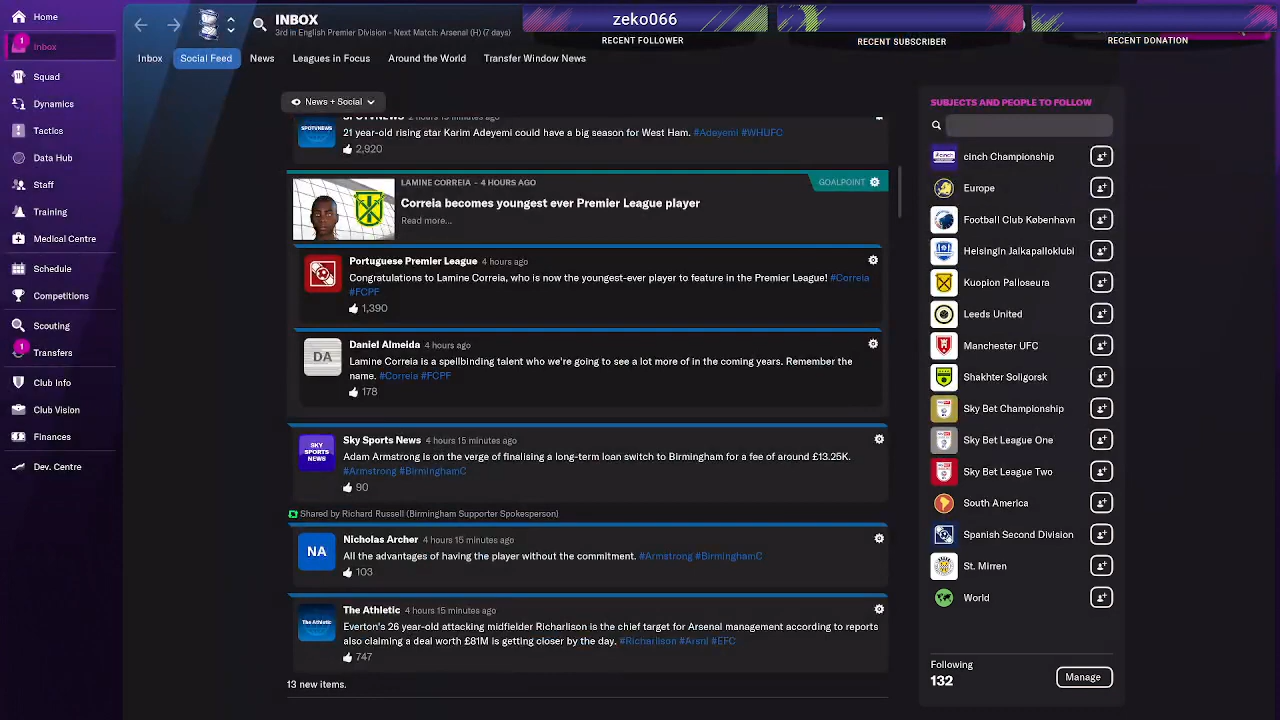 Home
1
Inbox
Squad
Dynamics
Tactics
Data Hub
Staff
Training
Medical Centre
Schedule
Competitions
Scouting
1
Transfers
Club Info
Club Vision
Finances
Dev. Centre
INBOX
3rd in English Premier Division - Next Match: Arsenal (H) (7 days)
zeko066
RECENT FOLLOWER
RECENT SUBSCRIBER
RECENT DONATION
Inbox
Social Feed
News
Leagues in Focus
Around the World
Transfer Window News
News + Social
SPOTVNEWS 2 hours 15 minutes ago
SPOTVNEWS
21 year-old rising star Karim Adeyemi could have a big season for West Ham. #Adeyemi #WHUFC
2,920
LAMINE CORREIA - 4 HOURS AGO
GOALPOINT
Correia becomes youngest ever Premier League player
Read more...
Portuguese Premier League 4 hours ago
Congratulations to Lamine Correia, who is now the youngest-ever player to feature in the Premier League! #Correia
#FCPF
1,390
DA
Daniel Almeida 4 hours ago
Lamine Correia is a spellbinding talent who we're going to see a lot more of in the coming years. Remember the
name. #Correia #FCPF
178
SKY
SPORTS
NEWS
Sky Sports News 4 hours 15 minutes ago
Adam Armstrong is on the verge of finalising a long-term loan switch to Birmingham for a fee of around £13.25K.
#Armstrong #BirminghamC
90
Shared by Richard Russell (Birmingham Supporter Spokesperson)
NA
Nicholas Archer 4 hours 15 minutes ago
All the advantages of having the player without the commitment. #Armstrong #BirminghamC
103
The Athletic
The Athletic 4 hours 15 minutes ago
Everton's 26 year-old attacking midfielder Richarlison is the chief target for Arsenal management according to reports
also claiming a deal worth £81M is getting closer by the day. #Richarlison #Arsnl #EFC
747
13 new items.
SUBJECTS AND PEOPLE TO FOLLOW
cinch Championship
Europe
Football Club København
Helsingin Jalkapalloklubi
Kuopion Palloseura
Leeds United
Manchester UFC
Shakhter Soligorsk
Sky Bet Championship
Sky Bet League One
Sky Bet League Two
South America
Spanish Second Division
St. Mirren
World
Following
132
Manage